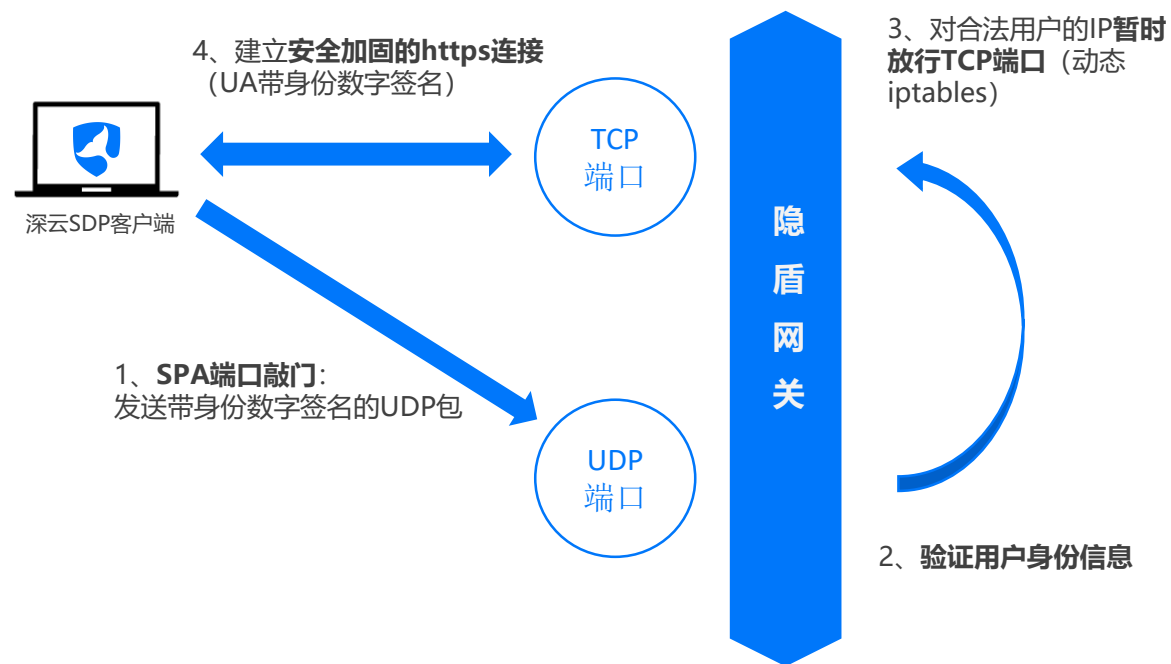 4、建立安全加固的https连接
（UA带身份数字签名）
3、对合法用户的IP暂时
放行TCP端口（动态
iptables）
TCP
端口
深云SDP客户端
隐
盾
网
关
1、SPA端口敲门：
发送带身份数字签名的UDP包
UDP
端口
2、验证用户身份信息